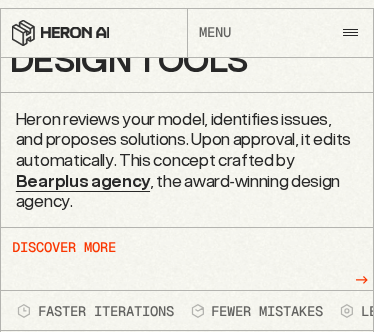 HERON AI
MENU
DESIGN TOOLS
Heron reviews your model, identifies issues,
and proposes solutions. Upon approval, it edits
automatically. This concept crafted by
Bearplus agency, the award-winning design
agency.
DISCOVER MORE
→
FASTER ITERATIONS FEWER MISTAKES LE